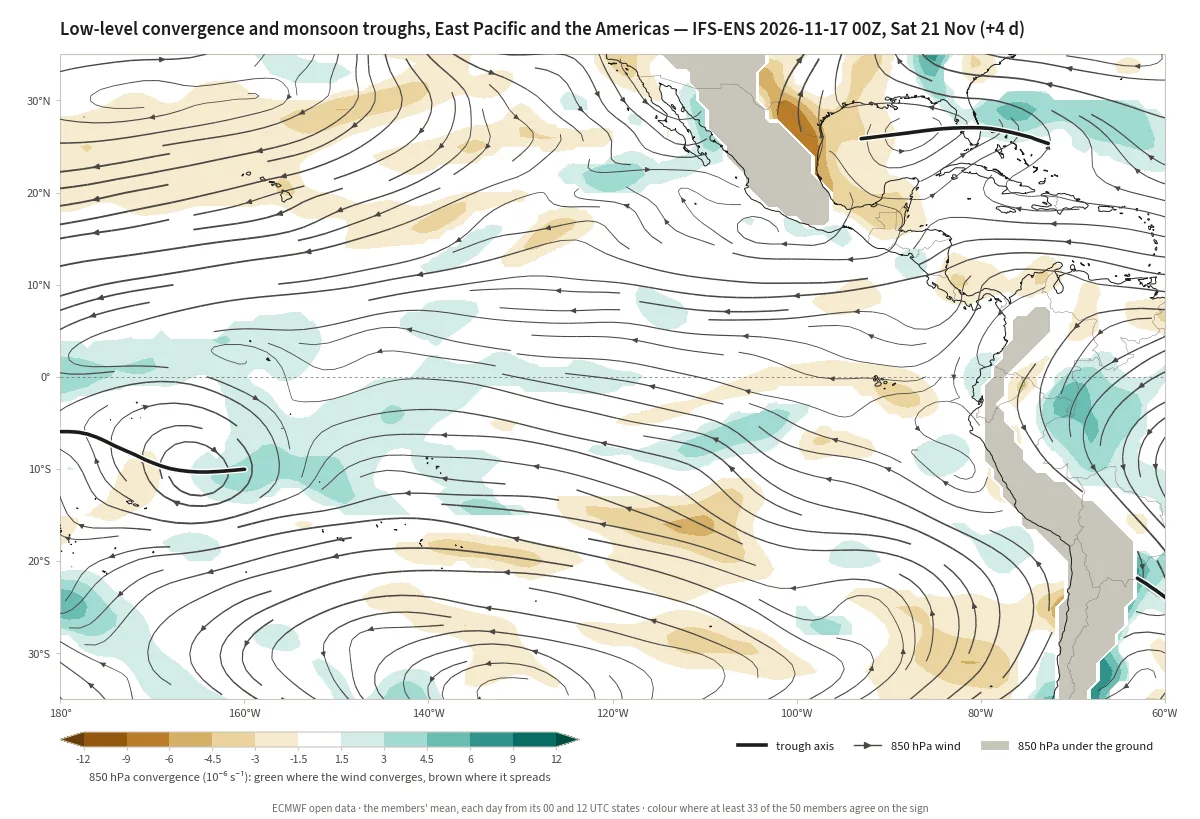 Low-level convergence and monsoon troughs, East Pacific and the Americas — IFS-ENS 2026-11-17 00Z, Sat 21 Nov (+4 d)
30°N
20°N
10°N
0°
10°S
20°S
30°S
180° 160°W 140°W 120°W 100°W 80°W 60°W
-12 -9 -6 -4.5 -3 -1.5 1.5 3 4.5 6 9 12
850 hPa convergence (10⁻⁶ s⁻¹): green where the wind converges, brown where it spreads
trough axis 850 hPa wind 850 hPa under the ground
ECMWF open data · the members' mean, each day from its 00 and 12 UTC states · colour where at least 33 of the 50 members agree on the sign